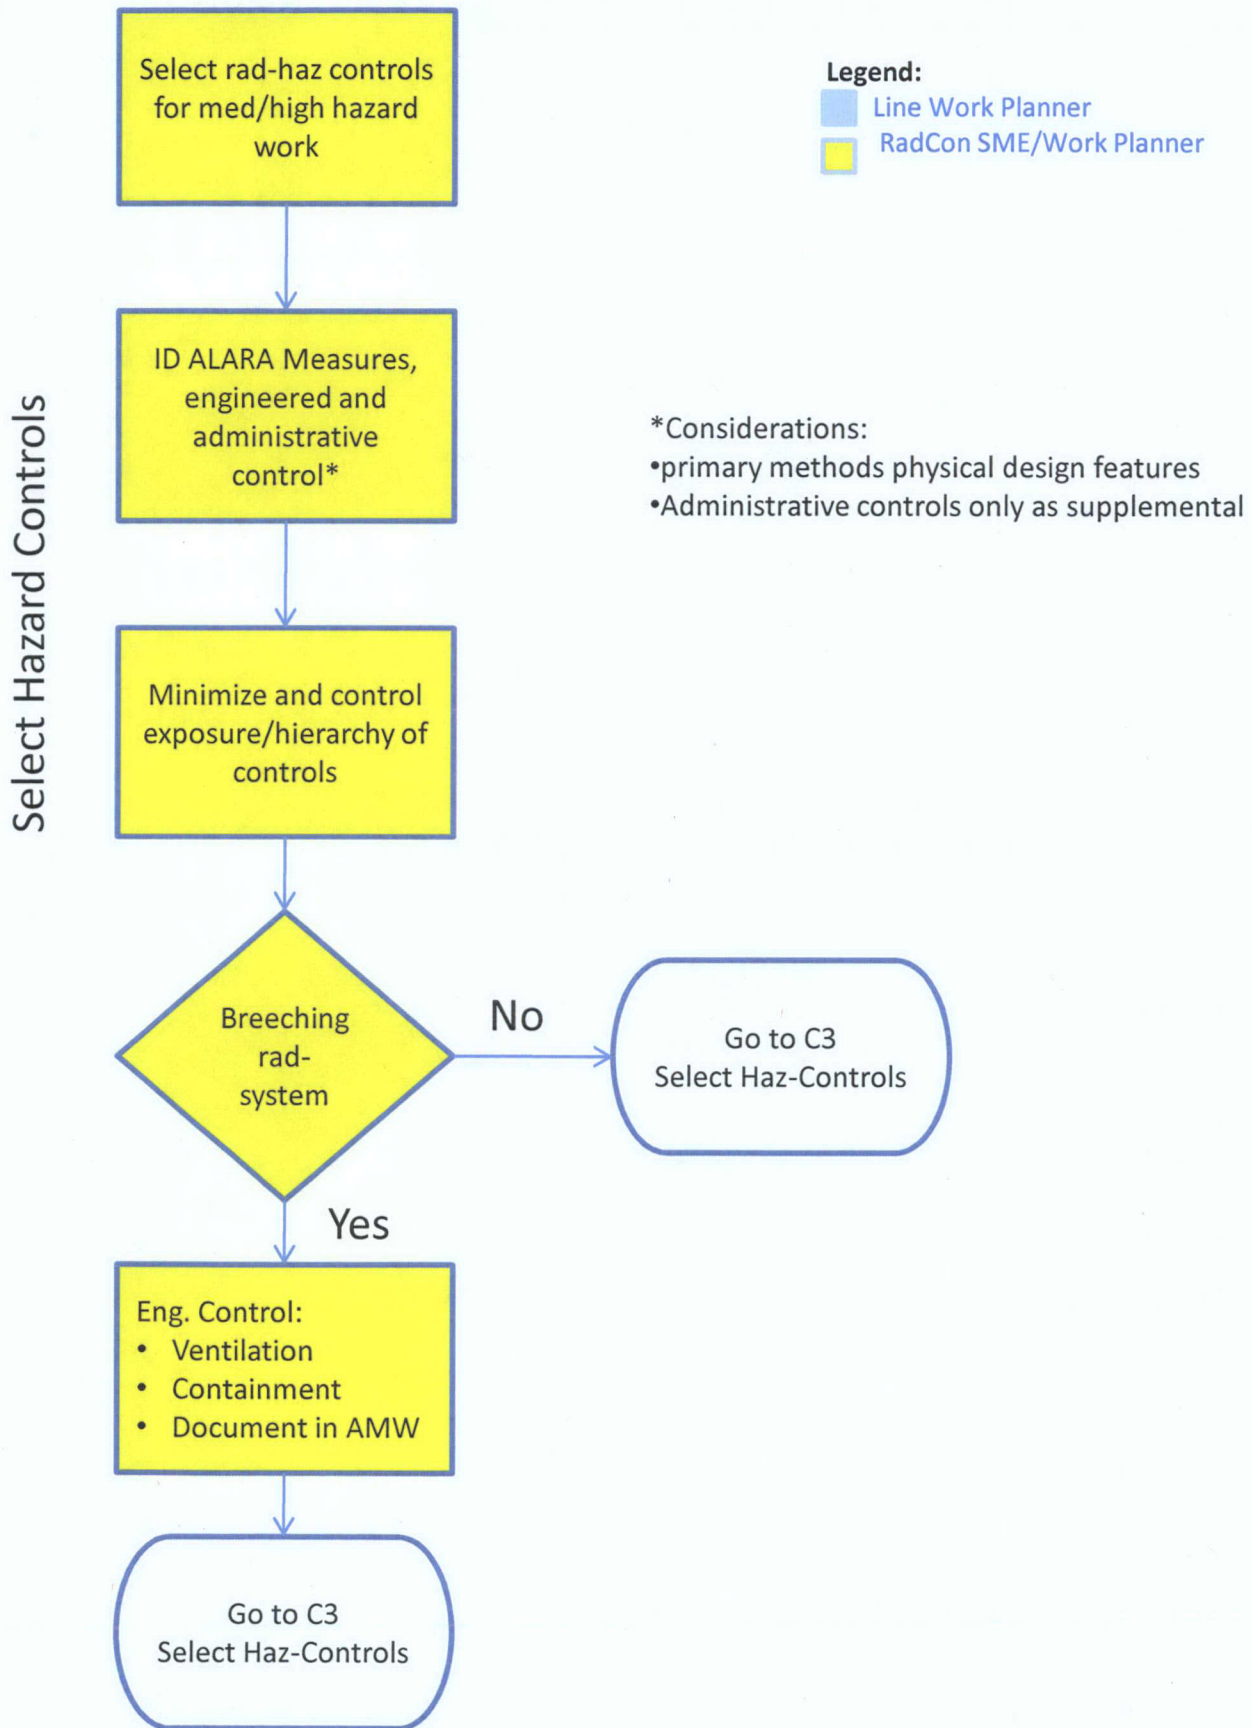 Select Hazard Controls
Select rad-haz controls
for med/high hazard
work
Legend:
Line Work Planner
RadCon SME/Work Planner
ID ALARA Measures,
engineered and
administrative
control*
*Considerations:
•primary methods physical design features
•Administrative controls only as supplemental
Minimize and control
exposure/hierarchy of
controls
Breeching
rad-
system
No
Go to C3
Select Haz-Controls
Yes
Eng. Control:
• Ventilation
• Containment
• Document in AMW
Go to C3
Select Haz-Controls